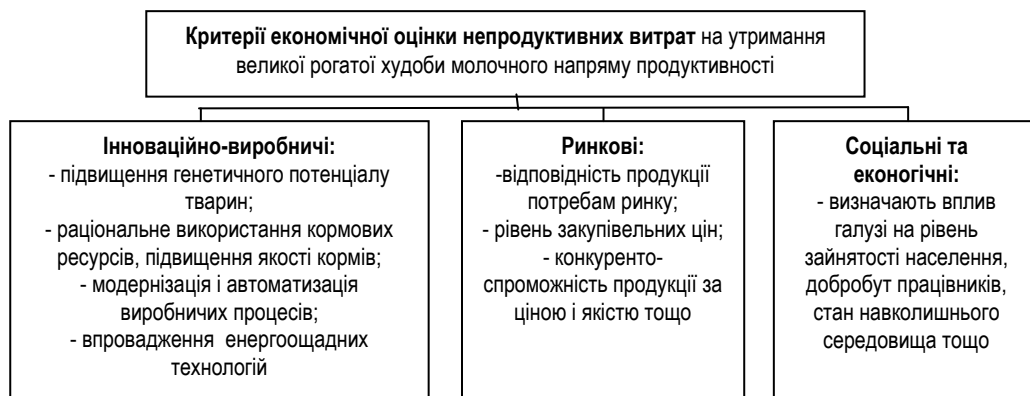 Критерії економічної оцінки непродуктивних витрат на утримання
великої рогатої худоби молочного напряму продуктивності
Інноваційно-виробничі:
- підвищення генетичного потенціалу
тварин;
- раціональне використання кормових
ресурсів, підвищення якості кормів;
- модернізація і автоматизація
виробничих процесів;
- впровадження енергоощадних
технологій
Ринкові:
-відповідність продукції
потребам ринку;
- рівень закупівельних цін;
- конкуренто-
спроможність продукції за
ціною і якістю тощо
Соціальні та
еконогічні:
- визначають вплив
галузі на рівень
зайнятості населення,
добробут працівників,
стан навколишнього
середовища тощо